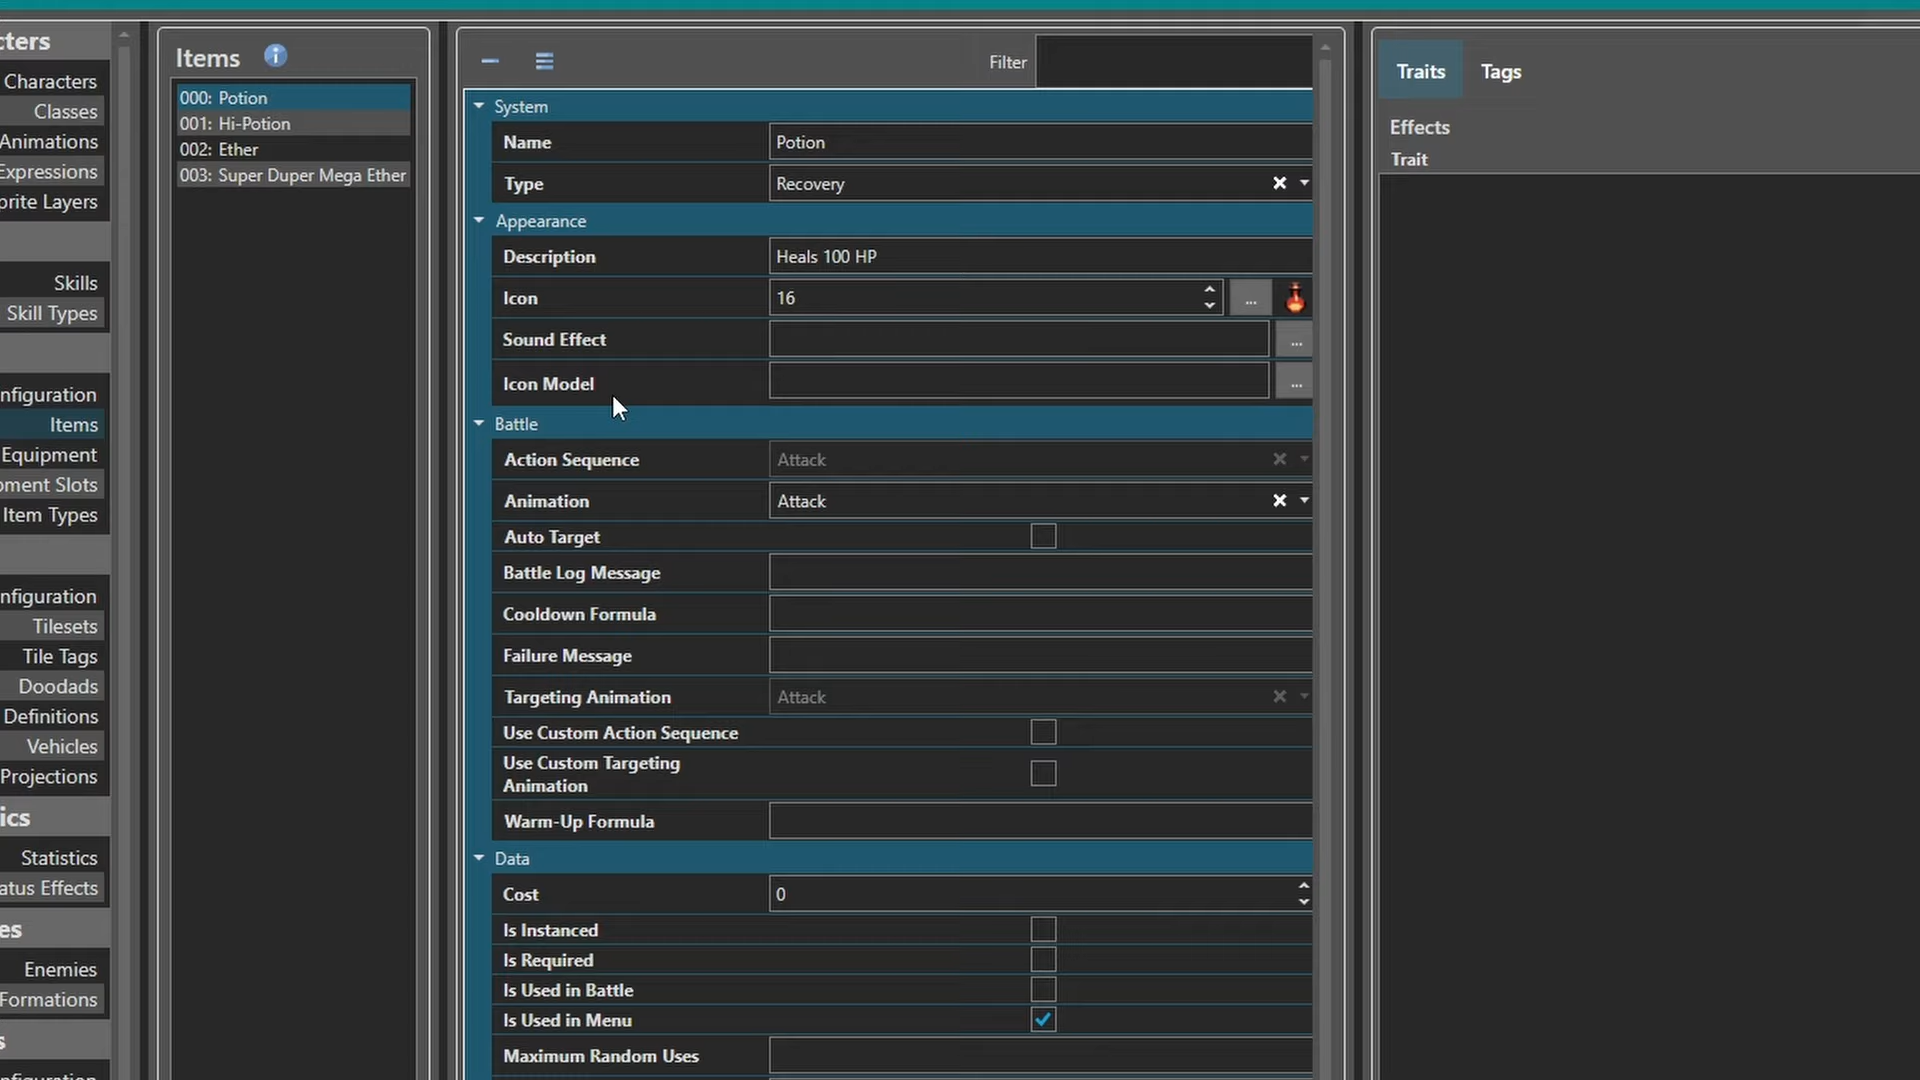 cters
Characters
Classes
Animations
Expressions
prite Layers
Skills
Skill Types
nfiguration
Items
Equipment
oment Slots
Item Types
nfiguration
Tilesets
Tile Tags
Doodads
Definitions
Vehicles
Projections
ics
Statistics
atus Effects
es
Enemies
Formations
s
Items
000: Potion
001: Hi-Potion
002: Ether
003: Super Duper Mega Ether
Filter
System
Name Potion
Type Recovery
Appearance
Description Heals 100 HP
Icon 16 ...
Sound Effect ...
Icon Model ...
Battle
Action Sequence Attack
Animation Attack
Auto Target
Battle Log Message
Cooldown Formula
Failure Message
Targeting Animation Attack
Use Custom Action Sequence
Use Custom Targeting
Animation
Warm-Up Formula
Data
Cost 0
Is Instanced
Is Required
Is Used in Battle
Is Used in Menu
Maximum Random Uses
Traits Tags
Effects
Trait